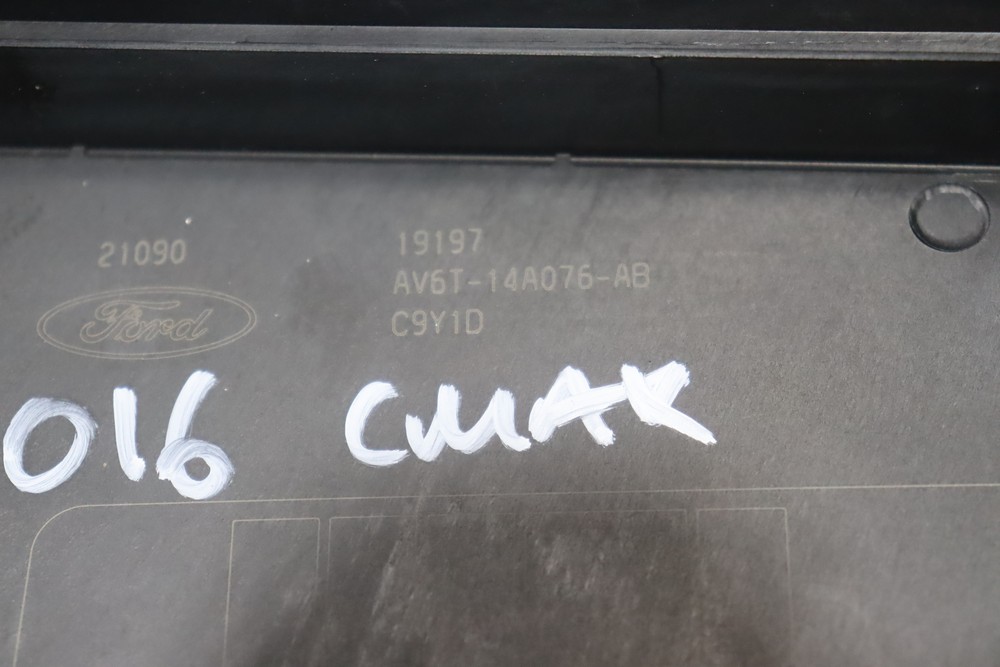 21090
Ford
19197
AV6T-14A076-AB
C9Y1D
016 CMAX